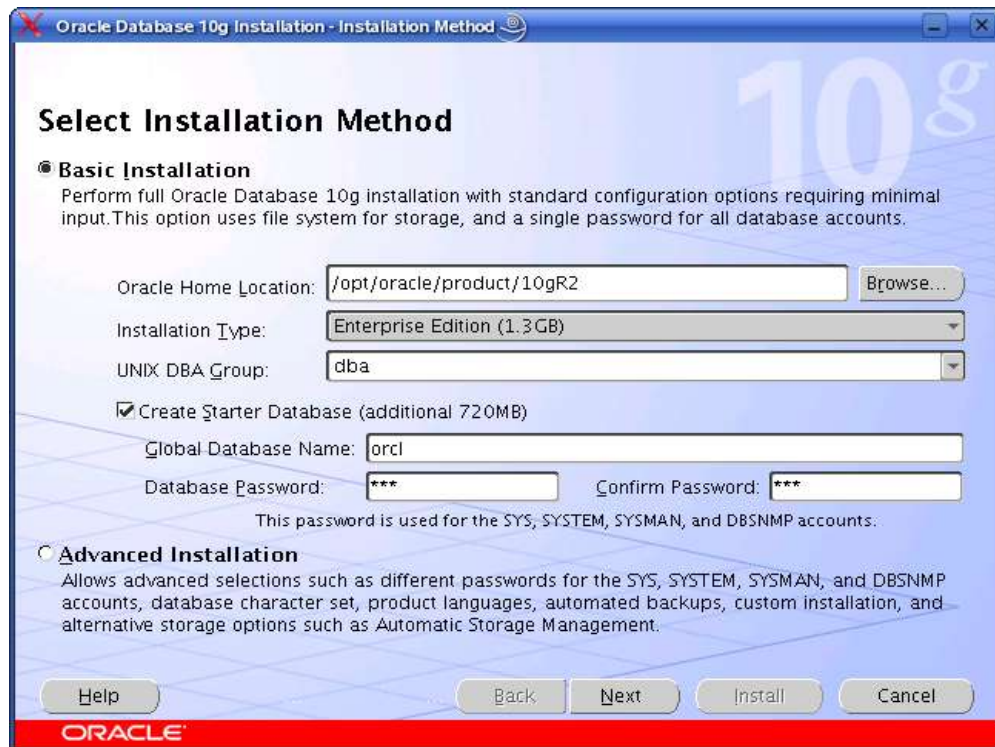 Oracle Database 10g Installation - Installation Method
10g
Select Installation Method
Basic Installation
Perform full Oracle Database 10g installation with standard configuration options requiring minimal
input.This option uses file system for storage, and a single password for all database accounts.
Oracle Home Location: /opt/oracle/product/10gR2 Browse...
Installation Type: Enterprise Edition (1.3GB)
UNIX DBA Group: dba
Create Starter Database (additional 720MB)
Global Database Name: orcl
Database Password: *** Confirm Password: ***
This password is used for the SYS, SYSTEM, SYSMAN, and DBSNMP accounts.
Advanced Installation
Allows advanced selections such as different passwords for the SYS, SYSTEM, SYSMAN, and DBSNMP
accounts, database character set, product languages, automated backups, custom installation, and
alternative storage options such as Automatic Storage Management.
Help Back Next Install Cancel
ORACLE